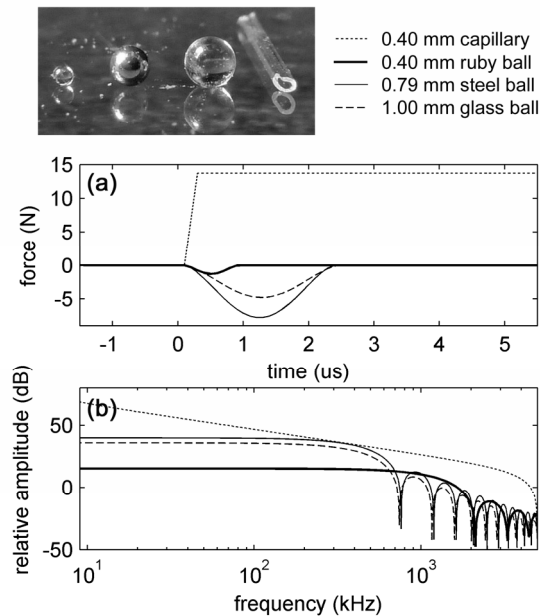 0.40 mm capillary
0.40 mm ruby ball
0.79 mm steel ball
1.00 mm glass ball
(a)
force (N)
15
10
5
0
-5
-1 0 1 2 3 4 5
time (us)
(b)
relative amplitude (dB)
50
0
-50
10¹ 10² 10³
frequency (kHz)